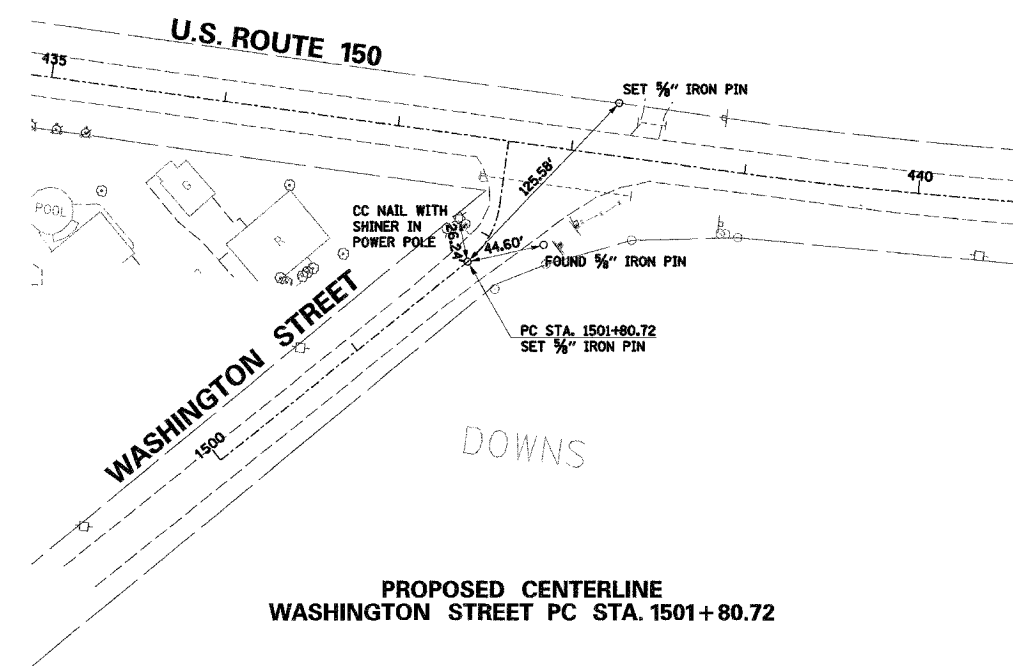 U.S. ROUTE 150
435
SET 5/8" IRON PIN
440
125.58'
G
POOL
R
CC NAIL WITH
SHINER IN
POWER POLE
26.24'
44.60'
FOUND 5/8" IRON PIN
PC STA. 1501+80.72
SET 5/8" IRON PIN
WASHINGTON STREET
1500
DOWNS
PROPOSED CENTERLINE
WASHINGTON STREET PC STA. 1501+80.72